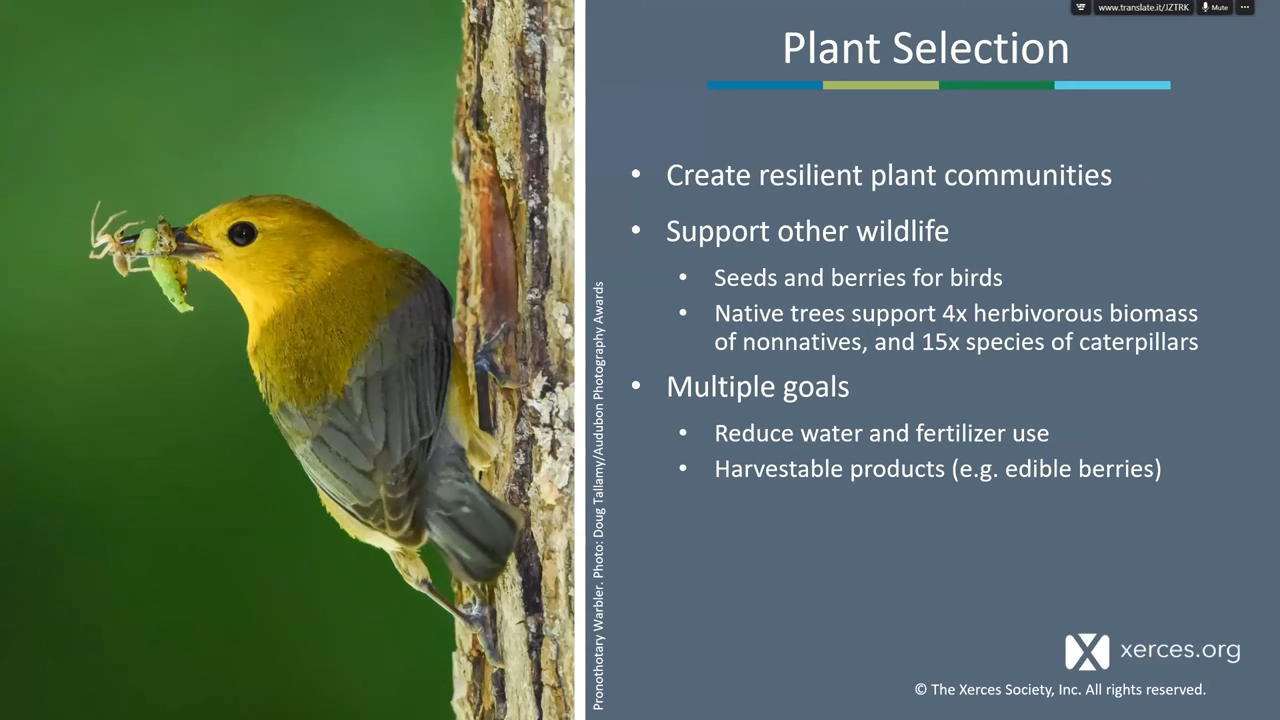 www.translate.it/JZTRK
Mute
Plant Selection
• Create resilient plant communities
• Support other wildlife
• Seeds and berries for birds
• Native trees support 4x herbivorous biomass
of nonnatives, and 15x species of caterpillars
• Multiple goals
• Reduce water and fertilizer use
• Harvestable products (e.g. edible berries)
Pronothotary Warbler. Photo: Doug Tallamy/Audubon Photography Awards
xerces.org
© The Xerces Society, Inc. All rights reserved.